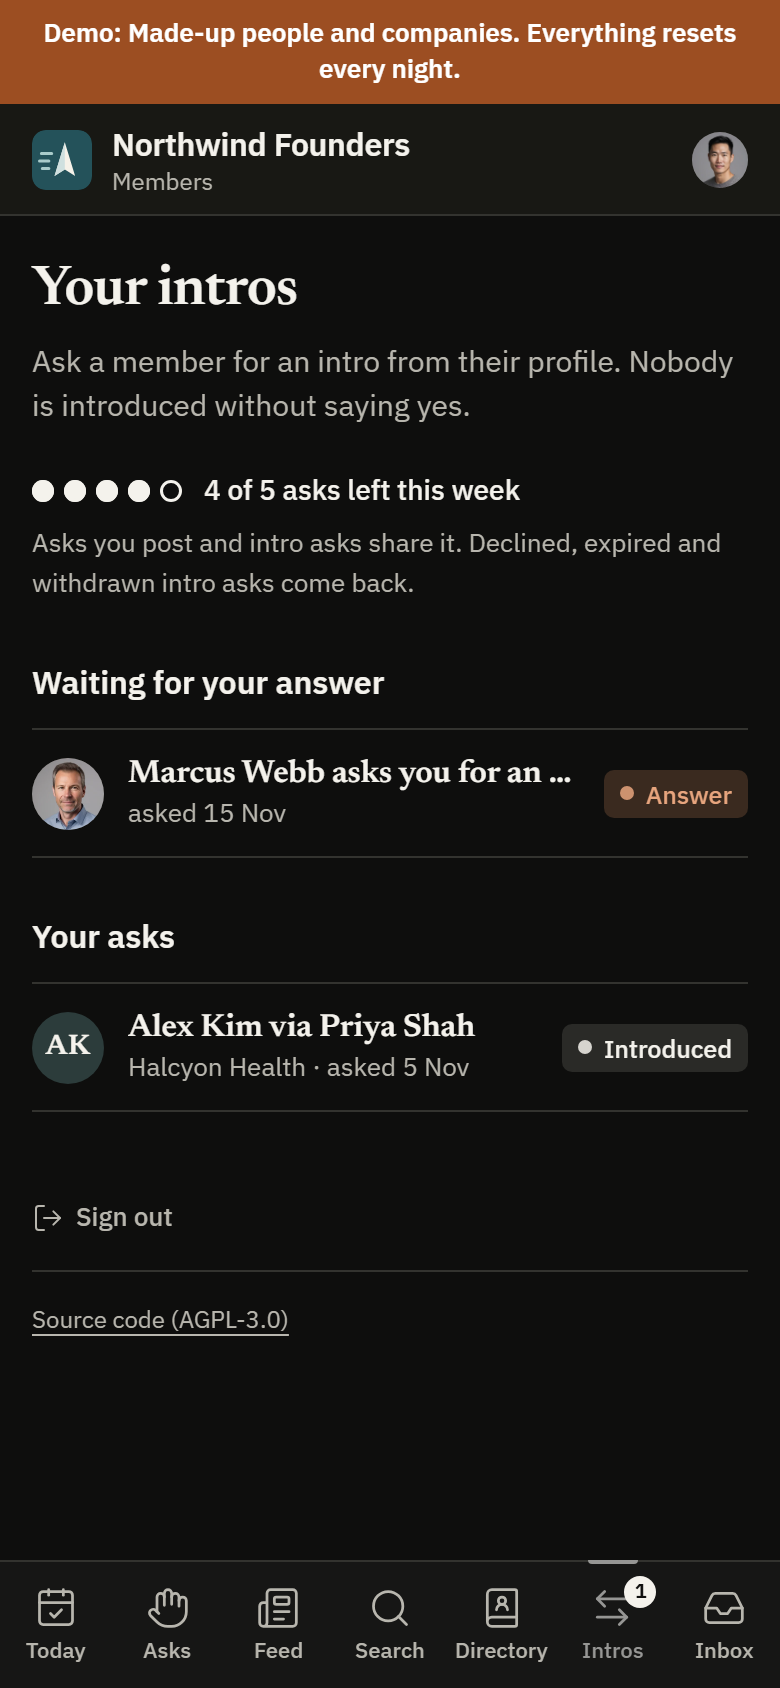 Demo: Made-up people and companies. Everything resets
every night.
Northwind Founders
Members
Your intros
Ask a member for an intro from their profile. Nobody
is introduced without saying yes.
4 of 5 asks left this week
Asks you post and intro asks share it. Declined, expired and
withdrawn intro asks come back.
Waiting for your answer
Marcus Webb asks you for an ...
asked 15 Nov
Answer
Your asks
AK
Alex Kim via Priya Shah
Halcyon Health · asked 5 Nov
Introduced
Sign out
Source code (AGPL-3.0)
1
Today
Asks
Feed
Search
Directory
Intros
Inbox